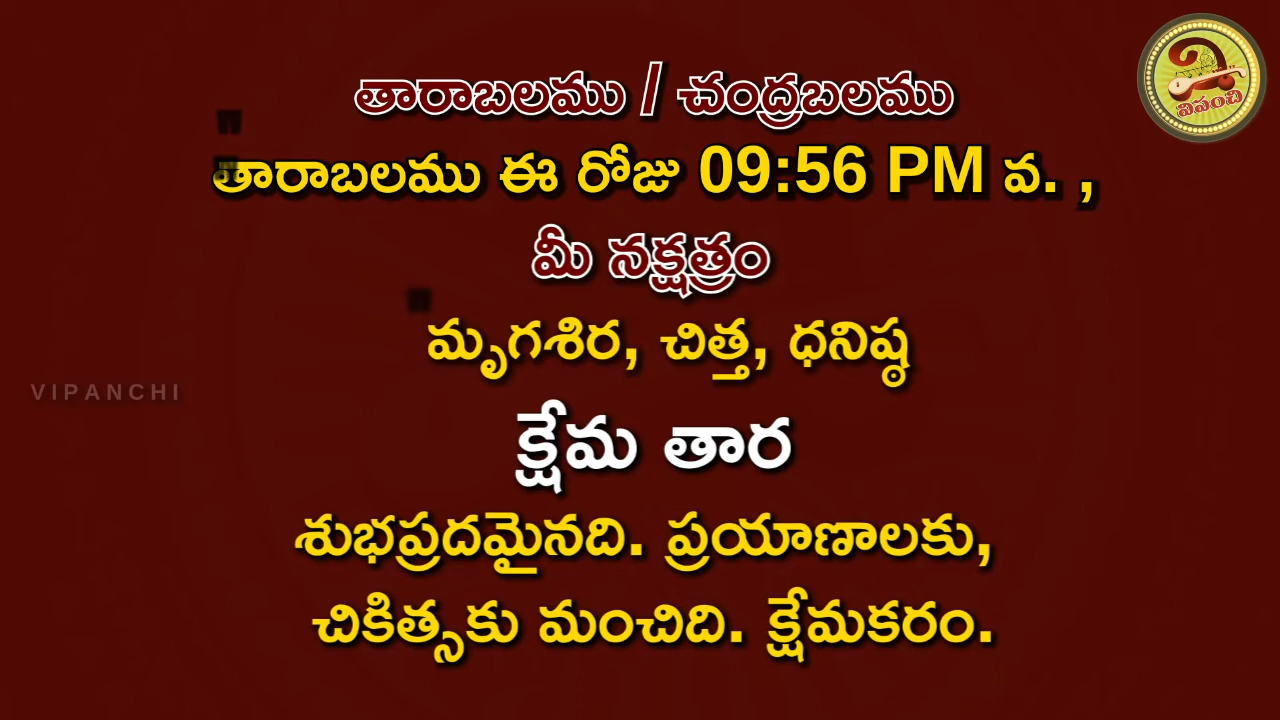 విపంచి
తారాబలము / చంద్రబలము
"
తారాబలము ఈ రోజు 09:56 PM వ. ,
మీ నక్షత్రం
"
మృగశిర, చిత్త, ధనిష్ఠ
VIPANCHI
క్షేమ తార
శుభప్రదమైనది. ప్రయాణాలకు,
చికిత్సకు మంచిది. క్షేమకరం.